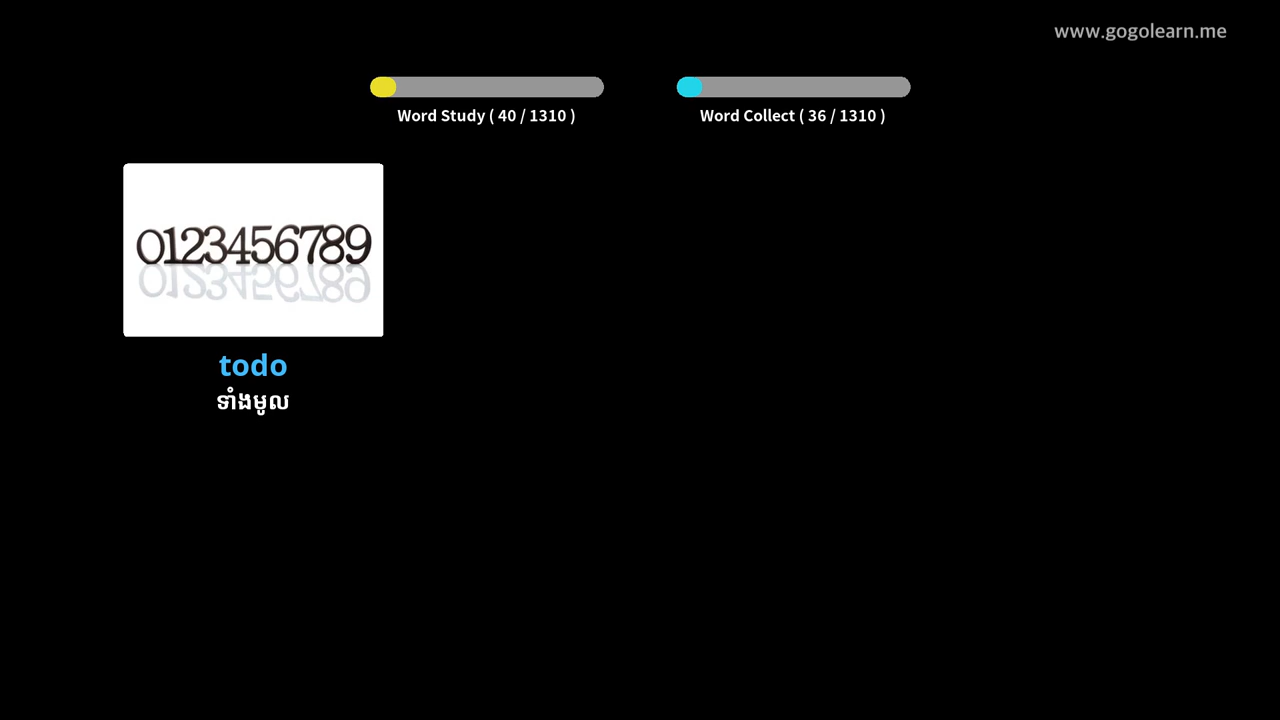 www.gogolearn.me
Word Study ( 40 / 1310 )
Word Collect ( 36 / 1310 )
0123456789
todo
ទាំងមូល